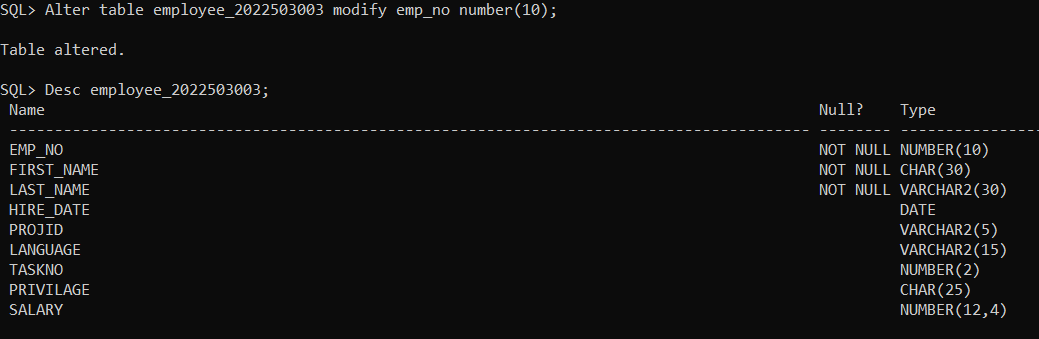 SQL> Alter table employee_2022503003 modify emp_no number(10);
Table altered.
SQL> Desc employee_2022503003;
Name Null? Type
----------------------------------------------------------------------------------------- -------- ----------------
EMP_NO NOT NULL NUMBER(10)
FIRST_NAME NOT NULL CHAR(30)
LAST_NAME NOT NULL VARCHAR2(30)
HIRE_DATE DATE
PROJID VARCHAR2(5)
LANGUAGE VARCHAR2(15)
TASKNO NUMBER(2)
PRIVILAGE CHAR(25)
SALARY NUMBER(12,4)